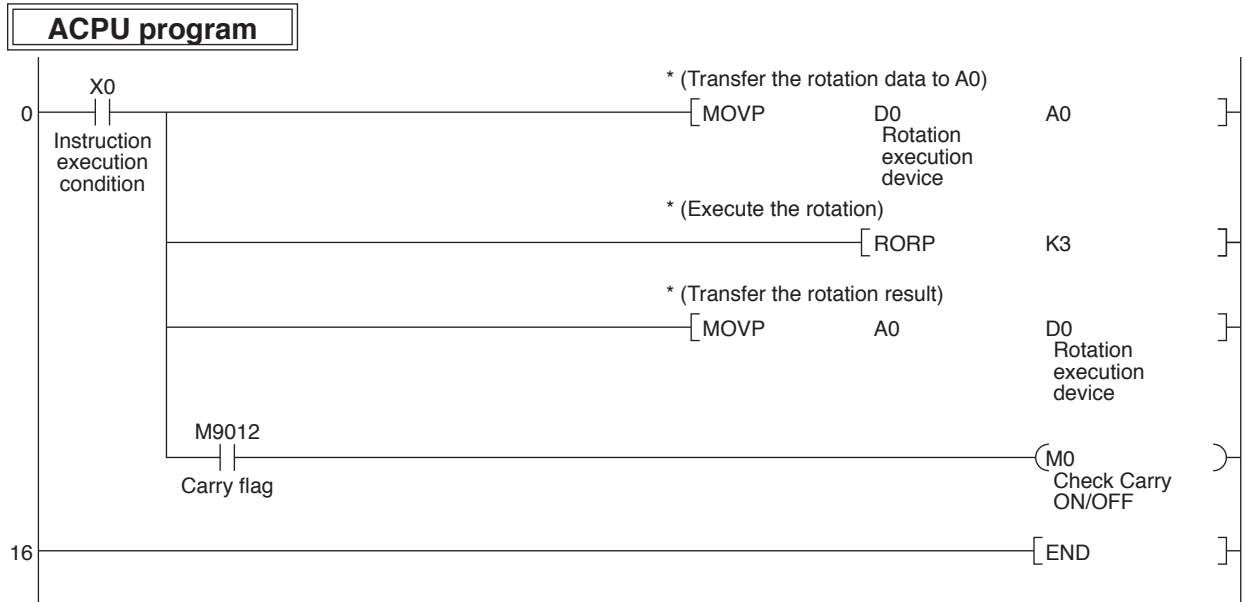 ACPU program
* (Transfer the rotation data to A0)
X0
0
MOVP D0 A0
Instruction
execution
condition
Rotation
execution
device
* (Execute the rotation)
RORP K3
* (Transfer the rotation result)
MOVP A0 D0
Rotation
execution
device
M9012
M0
Carry flag
Check Carry
ON/OFF
16
END